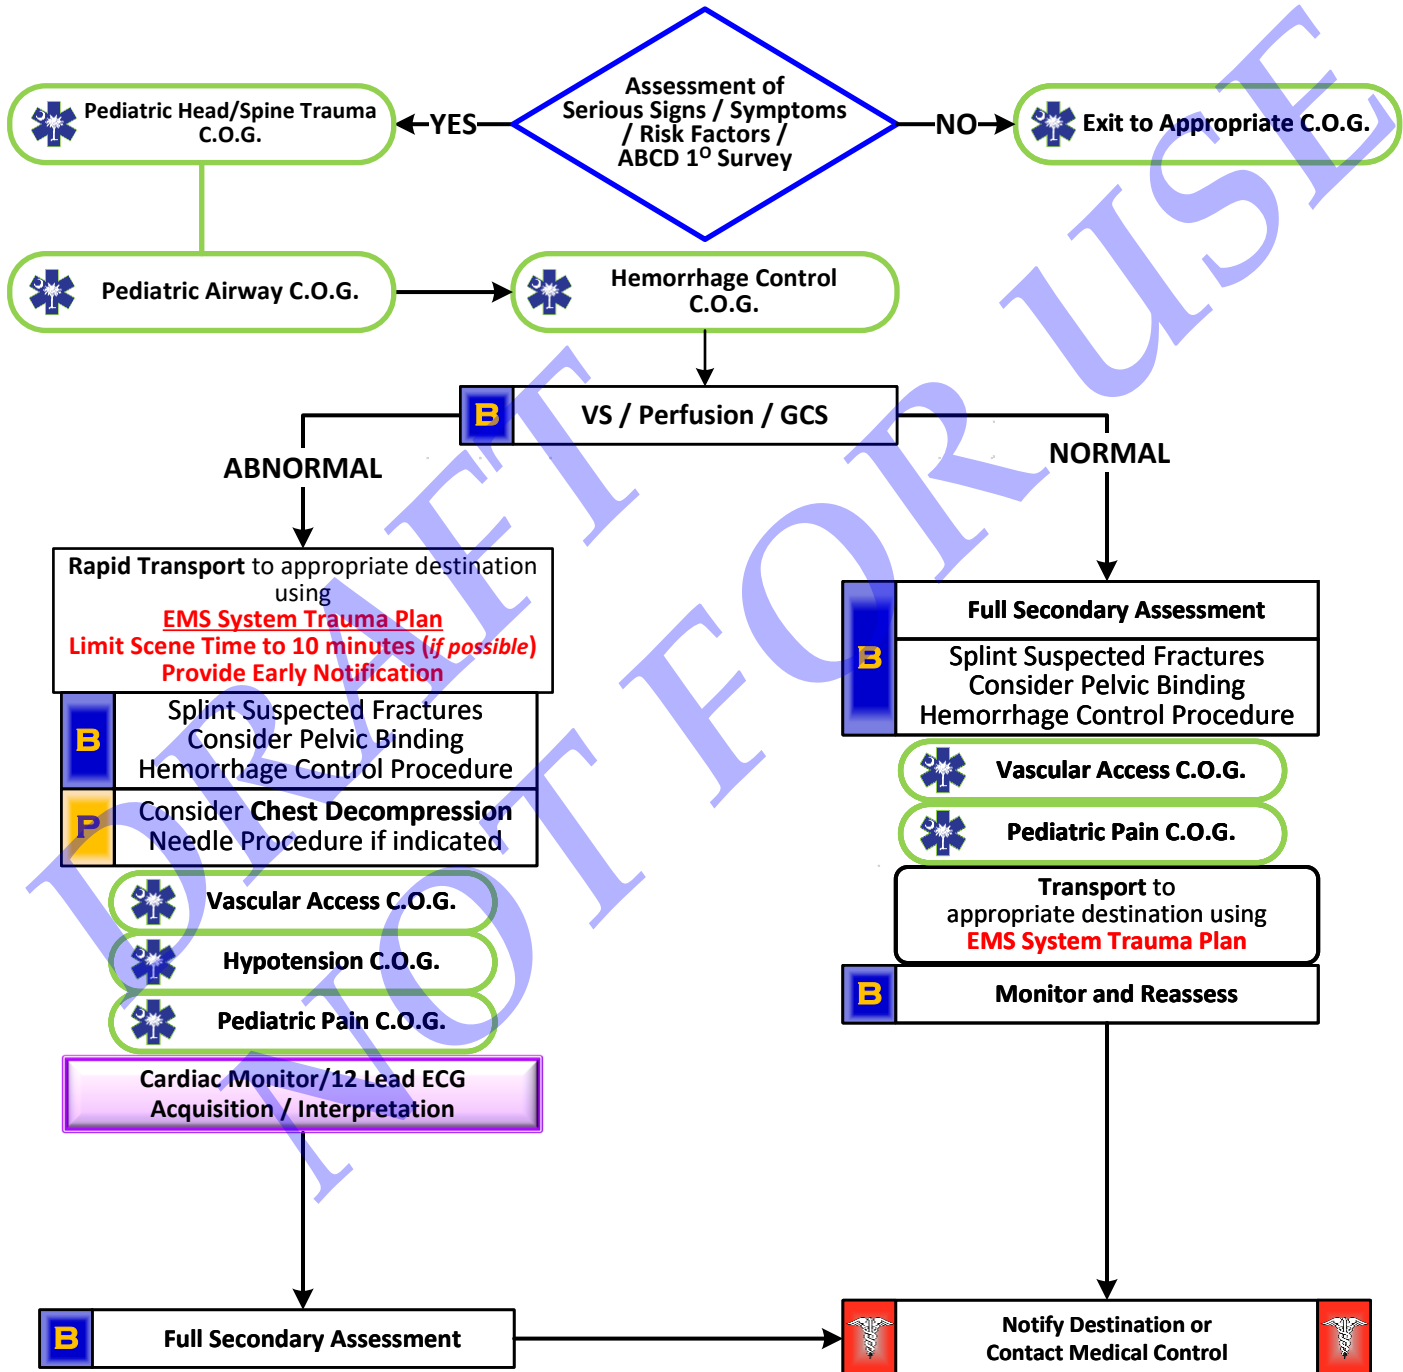 Assessment of
Serious Signs / Symptoms
/ Risk Factors /
ABCD 1º Survey
YES
NO
Pediatric Head/Spine Trauma
C.O.G.
Exit to Appropriate C.O.G.
Pediatric Airway C.O.G.
Hemorrhage Control
C.O.G.
B
VS / Perfusion / GCS
ABNORMAL
NORMAL
Rapid Transport to appropriate destination
using
EMS System Trauma Plan
Limit Scene Time to 10 minutes (if possible)
Provide Early Notification
B
Splint Suspected Fractures
Consider Pelvic Binding
Hemorrhage Control Procedure
P
Consider Chest Decompression
Needle Procedure if indicated
Vascular Access C.O.G.
Hypotension C.O.G.
Pediatric Pain C.O.G.
Cardiac Monitor/12 Lead ECG
Acquisition / Interpretation
B
Full Secondary Assessment
B
Full Secondary Assessment
Splint Suspected Fractures
Consider Pelvic Binding
Hemorrhage Control Procedure
Vascular Access C.O.G.
Pediatric Pain C.O.G.
Transport to
appropriate destination using
EMS System Trauma Plan
B
Monitor and Reassess
Notify Destination or
Contact Medical Control
DRAFT"
NOT FOR USE